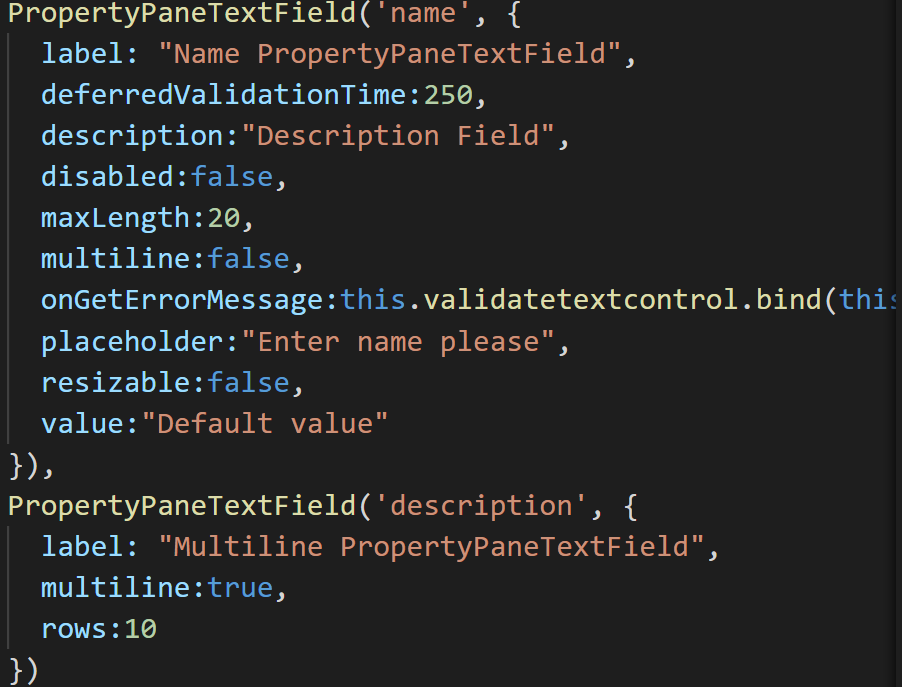 PropertyPaneTextField('name', {
label: "Name PropertyPaneTextField",
deferredValidationTime:250,
description:"Description Field",
disabled:false,
maxLength:20,
multiline:false,
onGetErrorMessage:this.validatetextcontrol.bind(this
placeholder:"Enter name please",
resizable:false,
value:"Default value"
}),
PropertyPaneTextField('description', {
label: "Multiline PropertyPaneTextField",
multiline:true,
rows:10
})